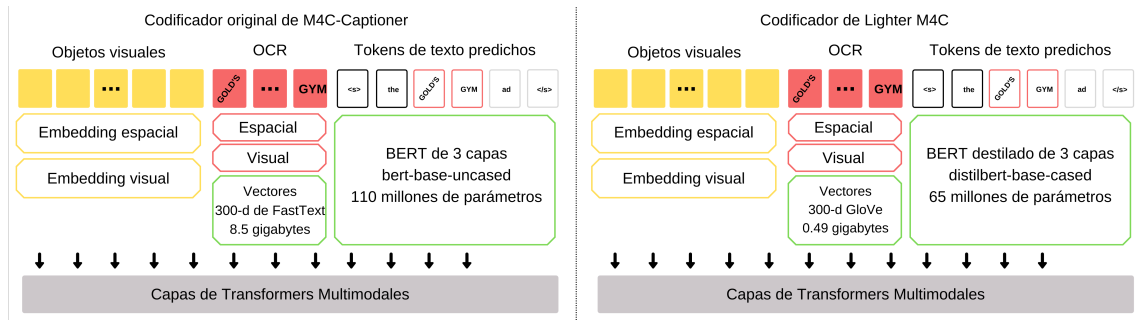 Codificador original de M4C-Captioner
Objetos visuales
OCR
Tokens de texto predichos
...
GOLD'S
...
GYM
<s>
the
GOLD'S
GYM
ad
</s>
Embedding espacial
Embedding visual
Espacial
Visual
Vectores
300-d de FastText
8.5 gigabytes
BERT de 3 capas
bert-base-uncased
110 millones de parámetros
Capas de Transformers Multimodales
Codificador de Lighter M4C
Objetos visuales
OCR
Tokens de texto predichos
...
GOLD'S
...
GYM
<s>
the
GOLD'S
GYM
ad
</s>
Embedding espacial
Embedding visual
Espacial
Visual
Vectores
300-d GloVe
0.49 gigabytes
BERT destilado de 3 capas
distilbert-base-cased
65 millones de parámetros
Capas de Transformers Multimodales